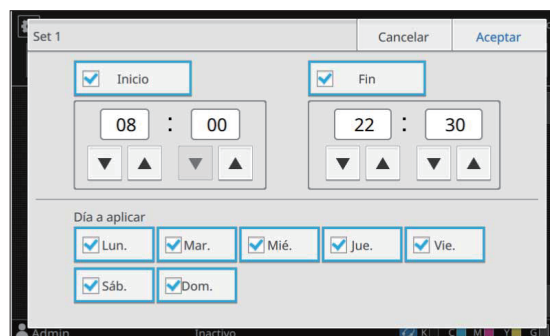 Set 1 Cancelar Aceptar
Inicio Fin
08 : 00 22 : 30
Día a aplicar
Lun. Mar. Mié. Jue. Vie.
Sáb. Dom.
Admin Inactivo K C M Y G